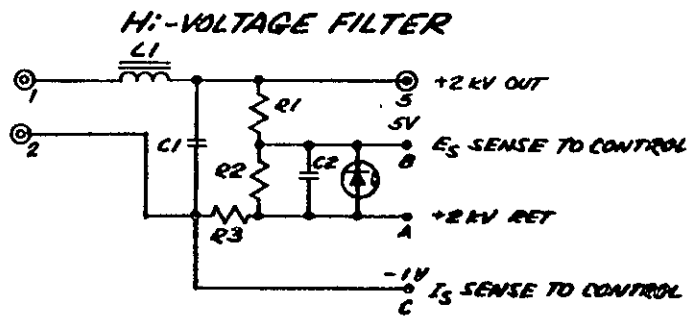 Hi-VOLTAGE FILTER
L1
1
5
+2 KV OUT
R1
5V
2
C1
B
ES SENSE TO CONTROL
R2
C2
R3
A
+2 KV RET
-1V
C
IS SENSE TO CONTROL